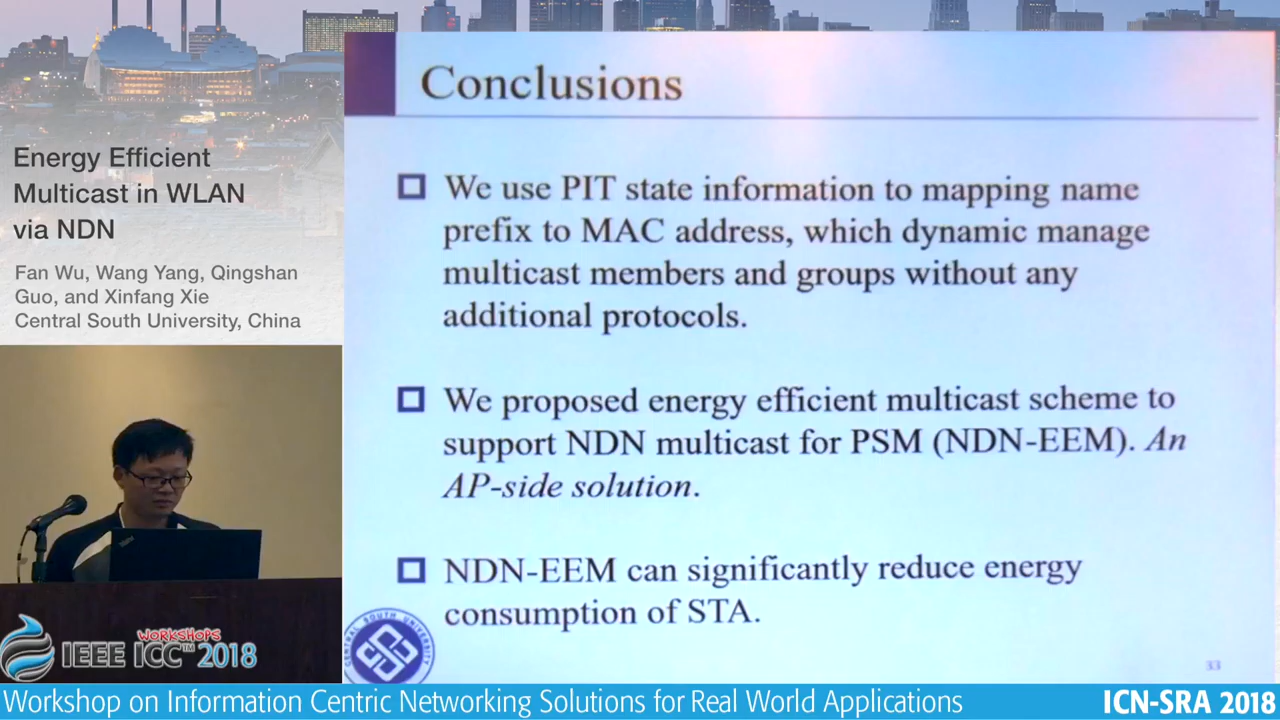 Energy Efficient
Multicast in WLAN
via NDN
Fan Wu, Wang Yang, Qingshan
Guo, and Xinfang Xie
Central South University, China
Conclusions
We use PIT state information to mapping name
prefix to MAC address, which dynamic manage
multicast members and groups without any
additional protocols.
We proposed energy efficient multicast scheme to
support NDN multicast for PSM (NDN-EEM). An
AP-side solution.
NDN-EEM can significantly reduce energy
consumption of STA.
CENTRAL SOUTH UNIVERSITY
33
WORKSHOPS
IEEE ICC™ 2018
Workshop on Information Centric Networking Solutions for Real World Applications
ICN-SRA 2018